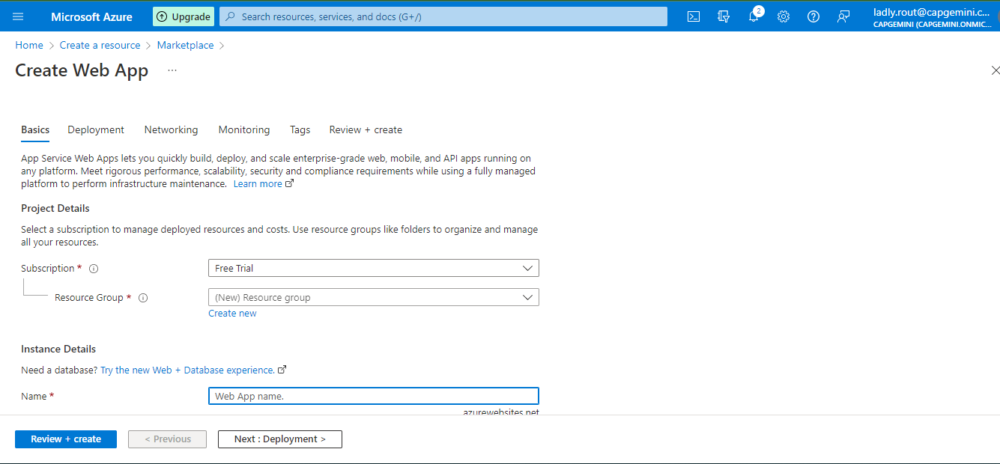 Microsoft Azure
Upgrade
Search resources, services, and docs (G+/)
2
ladly.rout@capgemini.c...
CAPGEMINI (CAPGEMINI.ONMIC...
Home > Create a resource > Marketplace >
Create Web App ...
Basics Deployment Networking Monitoring Tags Review + create
App Service Web Apps lets you quickly build, deploy, and scale enterprise-grade web, mobile, and API apps running on
any platform. Meet rigorous performance, scalability, security and compliance requirements while using a fully managed
platform to perform infrastructure maintenance. Learn more
Project Details
Select a subscription to manage deployed resources and costs. Use resource groups like folders to organize and manage
all your resources.
Subscription *
Free Trial
Resource Group *
(New) Resource group
Create new
Instance Details
Need a database? Try the new Web + Database experience.
Name *
Web App name.
azurewebsites.net
Review + create
< Previous
Next : Deployment >